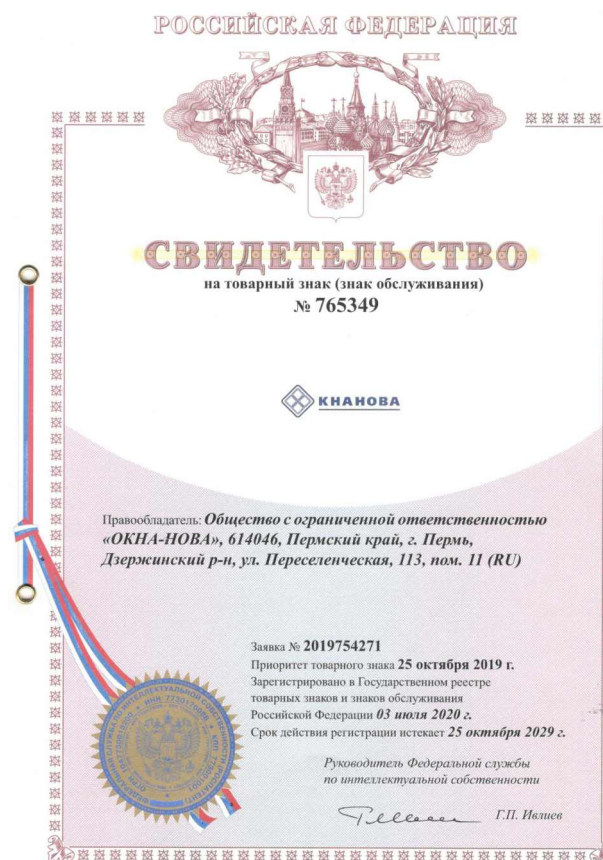 РОССИЙСКАЯ ФЕДЕРАЦИЯ
СВИДЕТЕЛЬСТВО
на товарный знак (знак обслуживания)
№ 765349
КНАНОВА
Правообладатель: Общество с ограниченной ответственностью
«ОКНА-НОВА», 614046, Пермский край, г. Пермь,
Дзержинский р-н, ул. Переселенческая, 113, пом. 11 (RU)
Заявка № 2019754271
Приоритет товарного знака 25 октября 2019 г.
Зарегистрировано в Государственном реестре
товарных знаков и знаков обслуживания
Российской Федерации 03 июля 2020 г.
Срок действия регистрации истекает 25 октября 2029 г.
Руководитель Федеральной службы
по интеллектуальной собственности
Г.П. Ивлиев